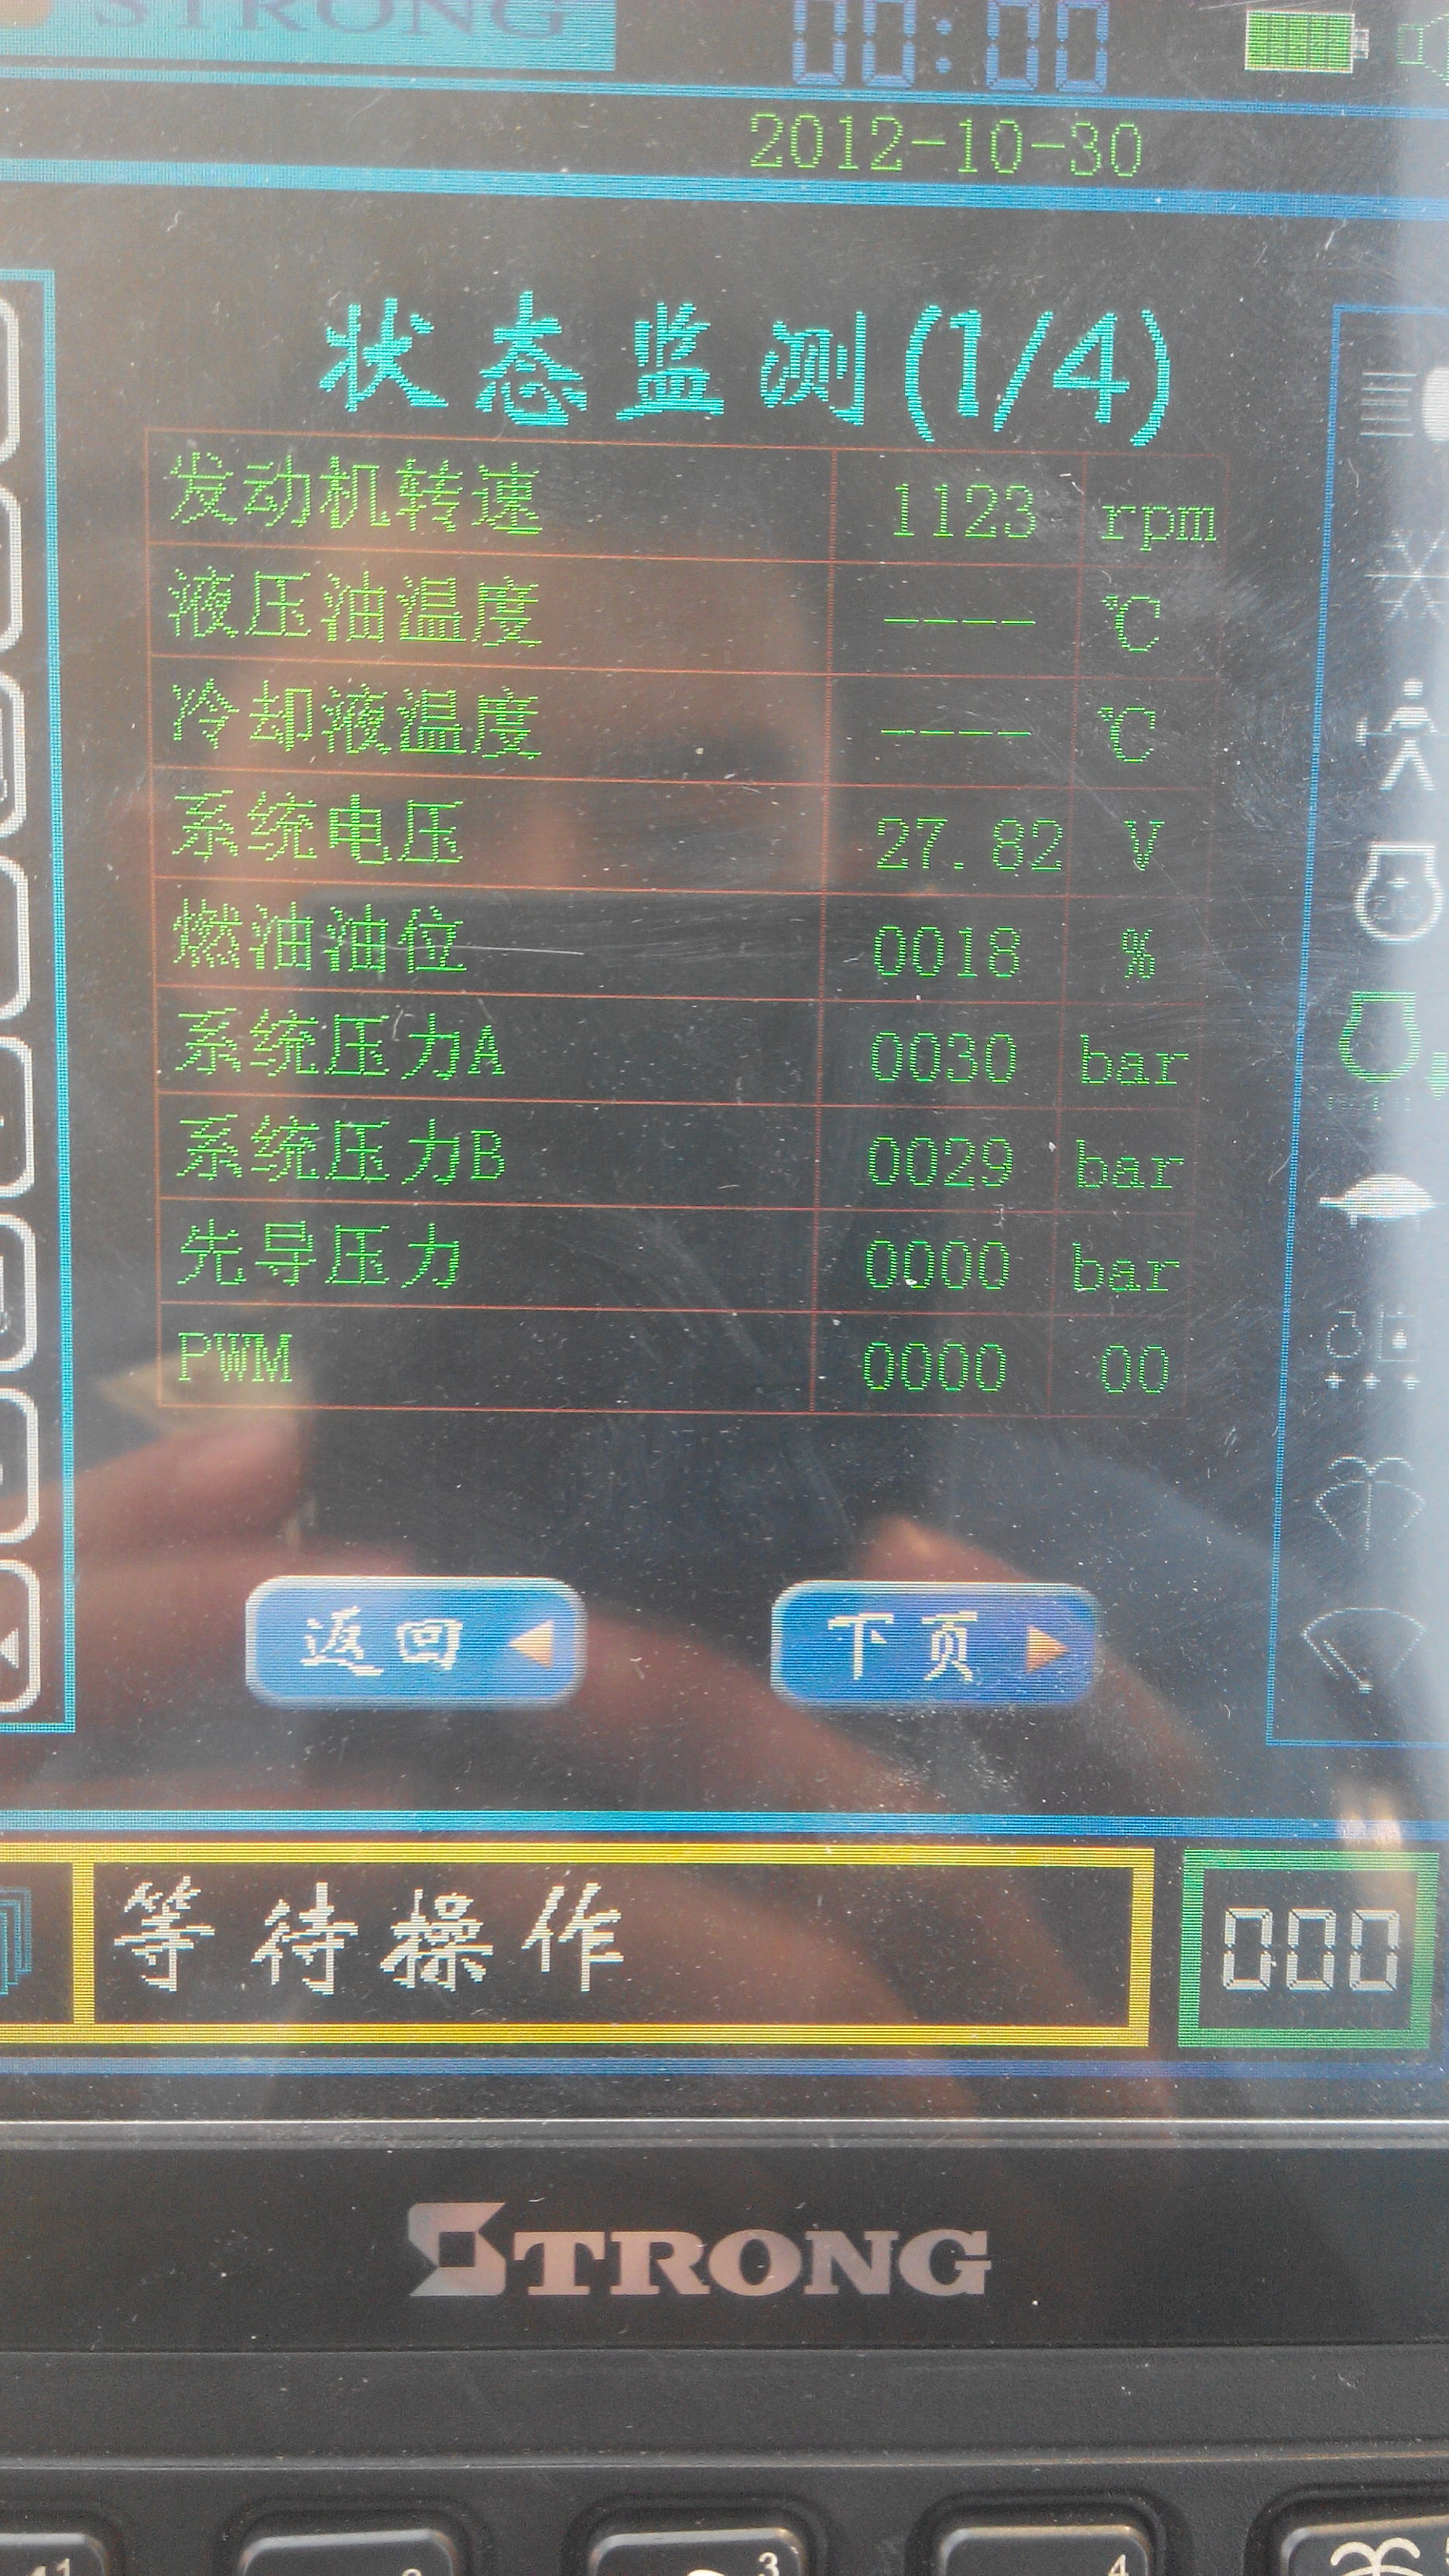 STRONG
00:00
2012-10-30
状态监测(1/4)
发动机转速 1123 rpm
液压油温度 ---- ℃
冷却液温度 ---- ℃
系统电压 27.82 V
燃油油位 0018 %
系统压力A 0030 bar
系统压力B 0029 bar
先导压力 0000 bar
PWM 0000 00
返回 下页
等待操作 000
STRONG
1 3 4